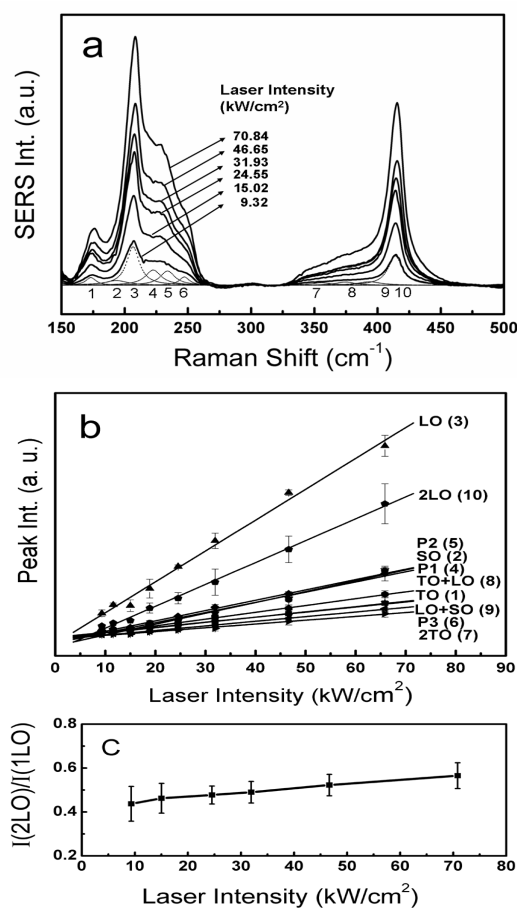 a
Laser Intensity
(kW/cm²)
70.84
46.65
31.93
24.55
15.02
9.32
SERS Int. (a.u.)
1 2 3 4 5 6 7 8 9 10
150 200 250 300 350 400 450 500
Raman Shift (cm⁻¹)
b
LO (3)
2LO (10)
P2 (5)
SO (2)
P1 (4)
TO+LO (8)
TO (1)
LO+SO (9)
P3 (6)
2TO (7)
Peak Int. (a. u.)
0 10 20 30 40 50 60 70 80 90
Laser Intensity (kW/cm²)
C
I(2LO)/I(1LO)
0.8
0.6
0.4
0.2
0 10 20 30 40 50 60 70 80
Laser Intensity (kW/cm²)